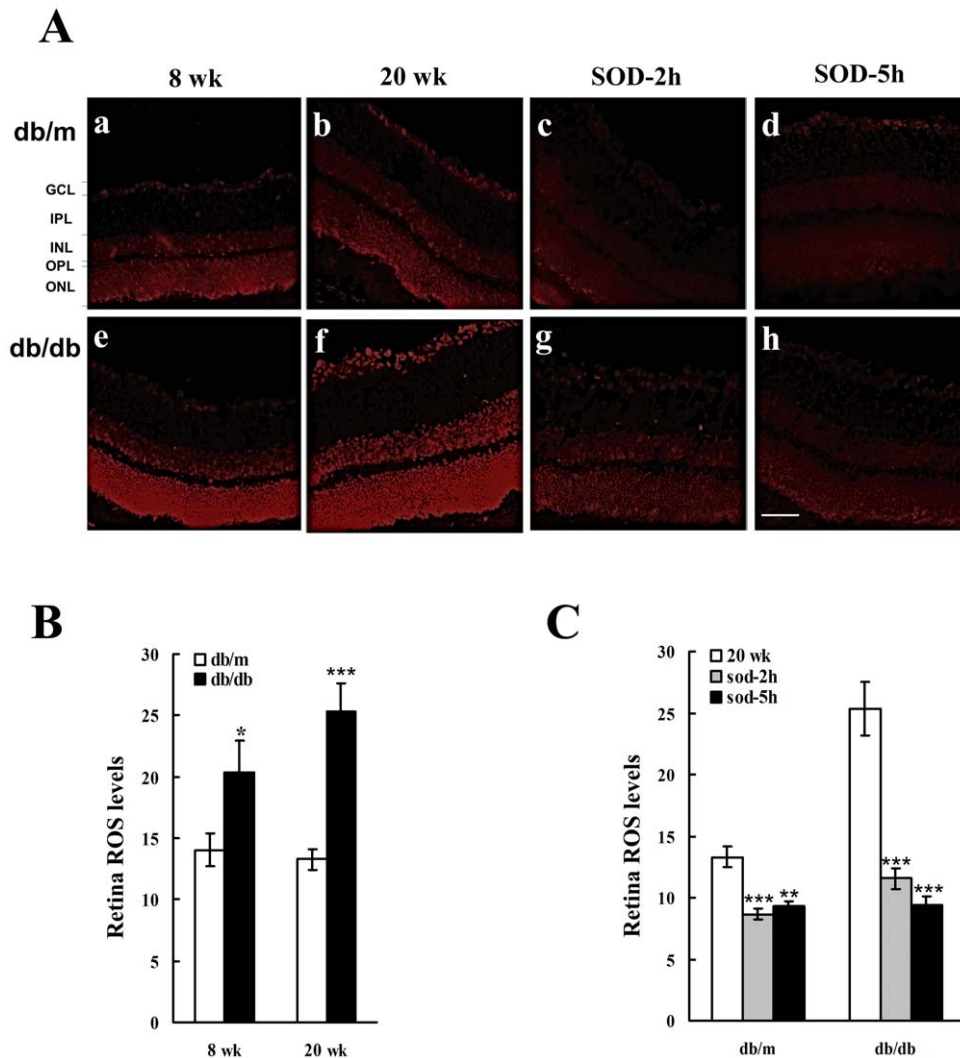 A
8 wk 20 wk SOD-2h SOD-5h
db/m
a b c d
GCL
IPL
INL
OPL
ONL
db/db
e f g h
B
db/m
db/db
Retina ROS levels
30
25
20
15
10
5
0
* ***
8 wk 20 wk
C
20 wk
sod-2h
sod-5h
Retina ROS levels
30
25
20
15
10
5
0
*** ** *** ***
db/m db/db